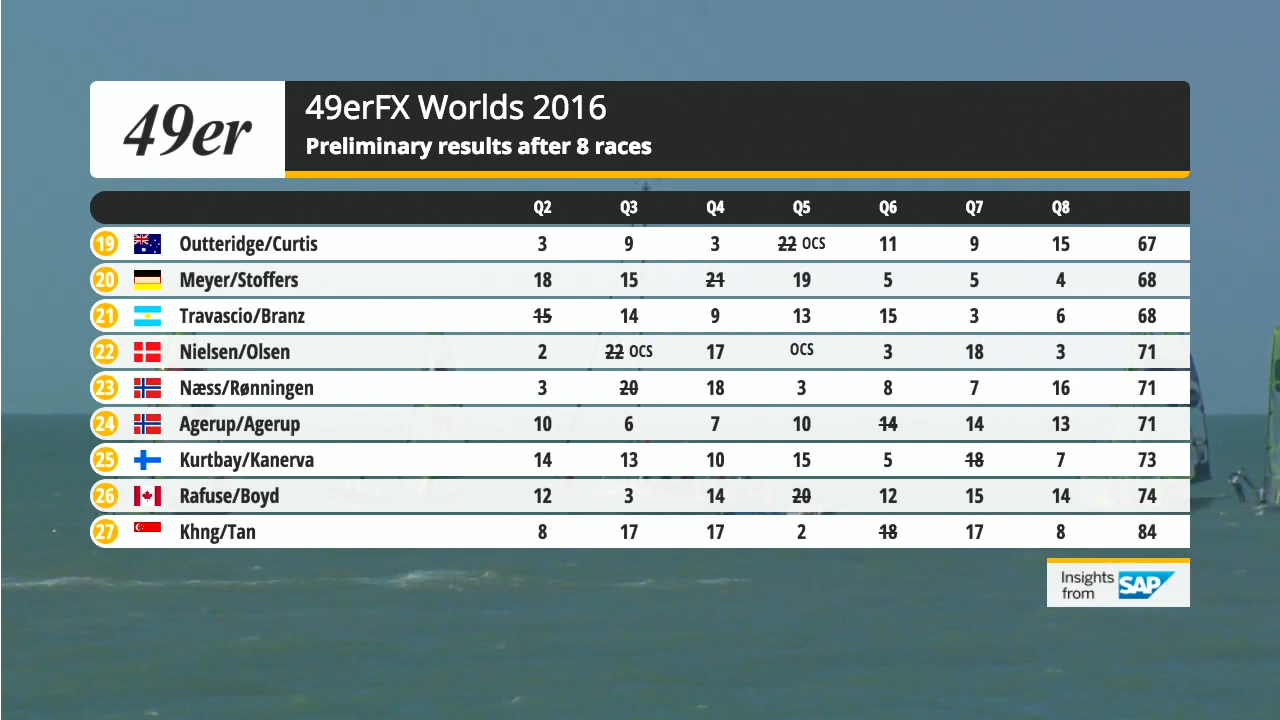 49er
49erFX Worlds 2016
Preliminary results after 8 races
Q2 Q3 Q4 Q5 Q6 Q7 Q8
19 Outteridge/Curtis 3 9 3 22 OCS 11 9 15 67
20 Meyer/Stoffers 18 15 21 19 5 5 4 68
21 Travascio/Branz 15 14 9 13 15 3 6 68
22 Nielsen/Olsen 2 22 OCS 17 OCS 3 18 3 71
23 Næss/Rønningen 3 20 18 3 8 7 16 71
24 Agerup/Agerup 10 6 7 10 14 14 13 71
25 Kurtbay/Kanerva 14 13 10 15 5 18 7 73
26 Rafuse/Boyd 12 3 14 20 12 15 14 74
27 Khng/Tan 8 17 17 2 18 17 8 84
Insights
from SAP